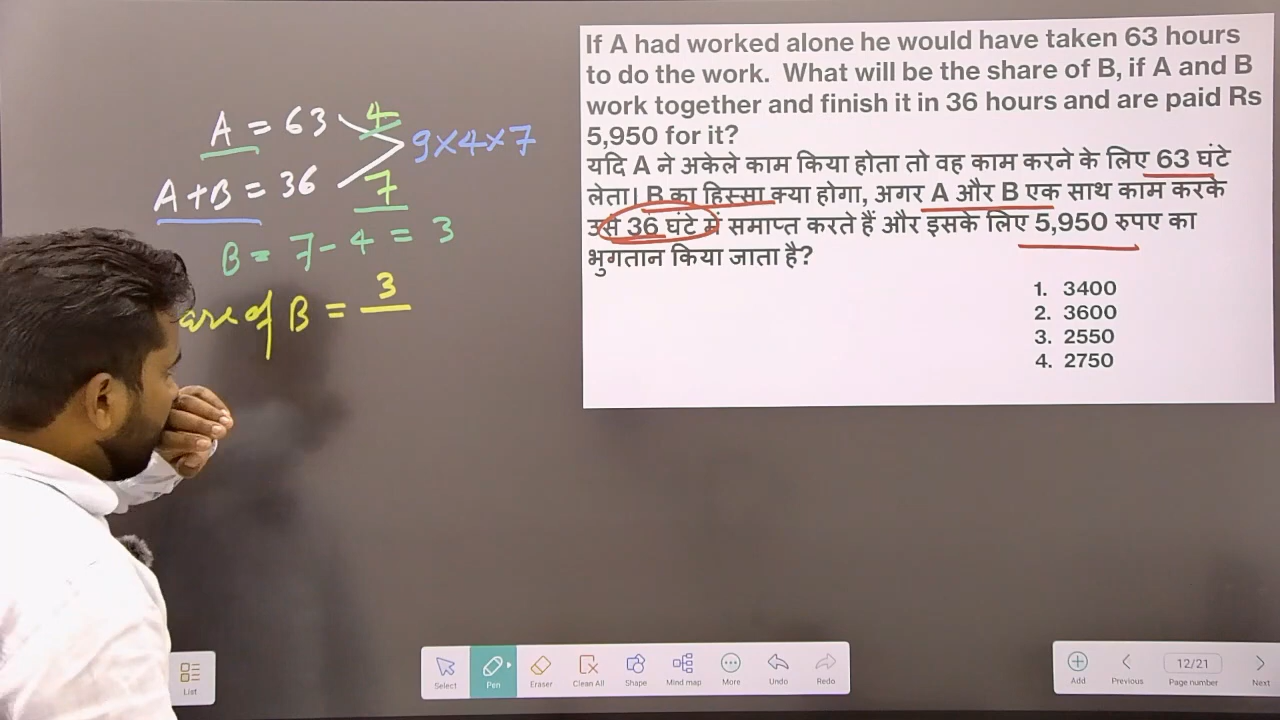 If A had worked alone he would have taken 63 hours
to do the work. What will be the share of B, if A and B
work together and finish it in 36 hours and are paid Rs
5,950 for it?
यदि A ने अकेले काम किया होता तो वह काम करने के लिए 63 घंटे
लेता। B का हिस्सा क्या होगा, अगर A और B एक साथ काम करके
उसे 36 घंटे में समाप्त करते हैं और इसके लिए 5,950 रुपए का
भुगतान किया जाता है?
1. 3400
2. 3600
3. 2550
4. 2750
A = 63 4
9×4×7
A+B = 36 7
B = 7-4 = 3
are of B = 3
List
Select
Pen
Eraser
Clean All
Shape
Mind map
More
Undo
Redo
Add
Previous
12/21
Page number
Next